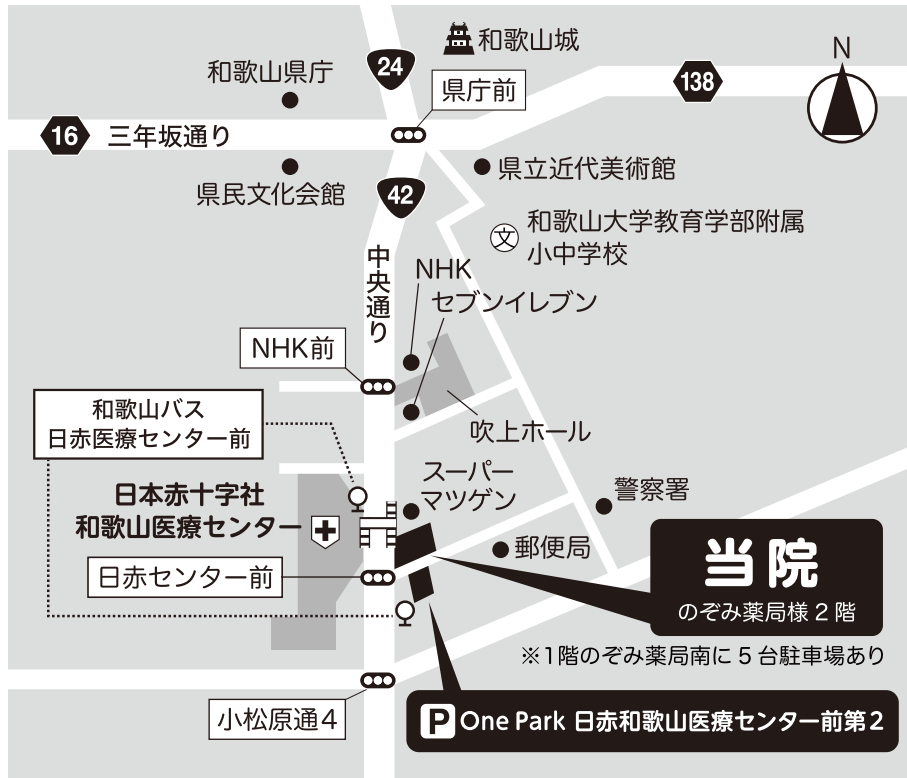 和歌山城
N
24
138
和歌山県庁
県庁前
16
三年坂通り
県立近代美術館
県民文化会館
42
文
和歌山大学教育学部附属
小中学校
中央通り
NHK
セブンイレブン
NHK前
和歌山バス
日赤医療センター前
吹上ホール
スーパー
マツゲン
警察署
日本赤十字社
和歌山医療センター
郵便局
当院
のぞみ薬局様2階
日赤センター前
※1階のぞみ薬局南に5台駐車場あり
小松原通4
P One Park 日赤和歌山医療センター前第2